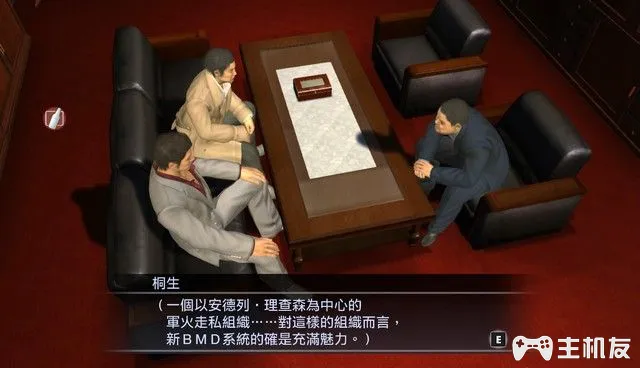 桐生
（一個以安德列・理查森為中心的
軍火走私組織……對這樣的組織而言，
新ＢＭＤ系統的確是充滿魅力。）
E
主机友